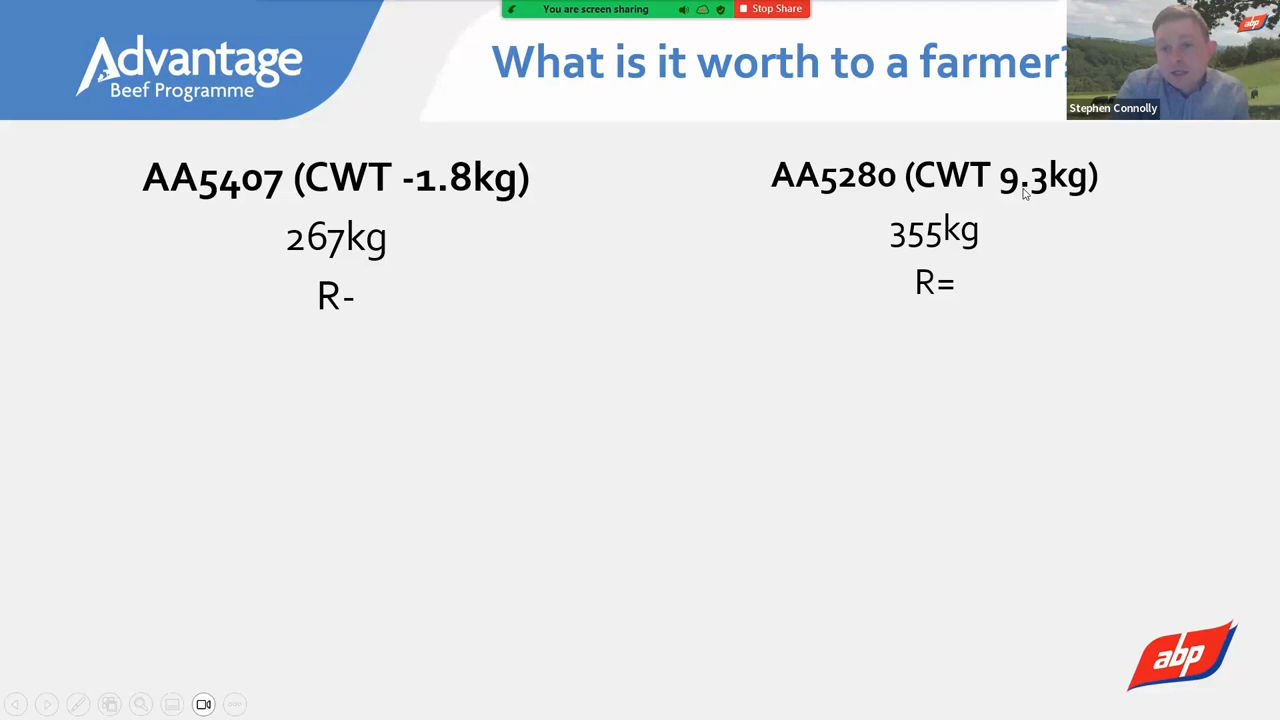 You are screen sharing
Stop Share
Advantage
Beef Programme
What is it worth to a farmer?
abp
Stephen Connolly
AA5407 (CWT -1.8kg)
267kg
R-
AA5280 (CWT 9.3kg)
355kg
R=
abp